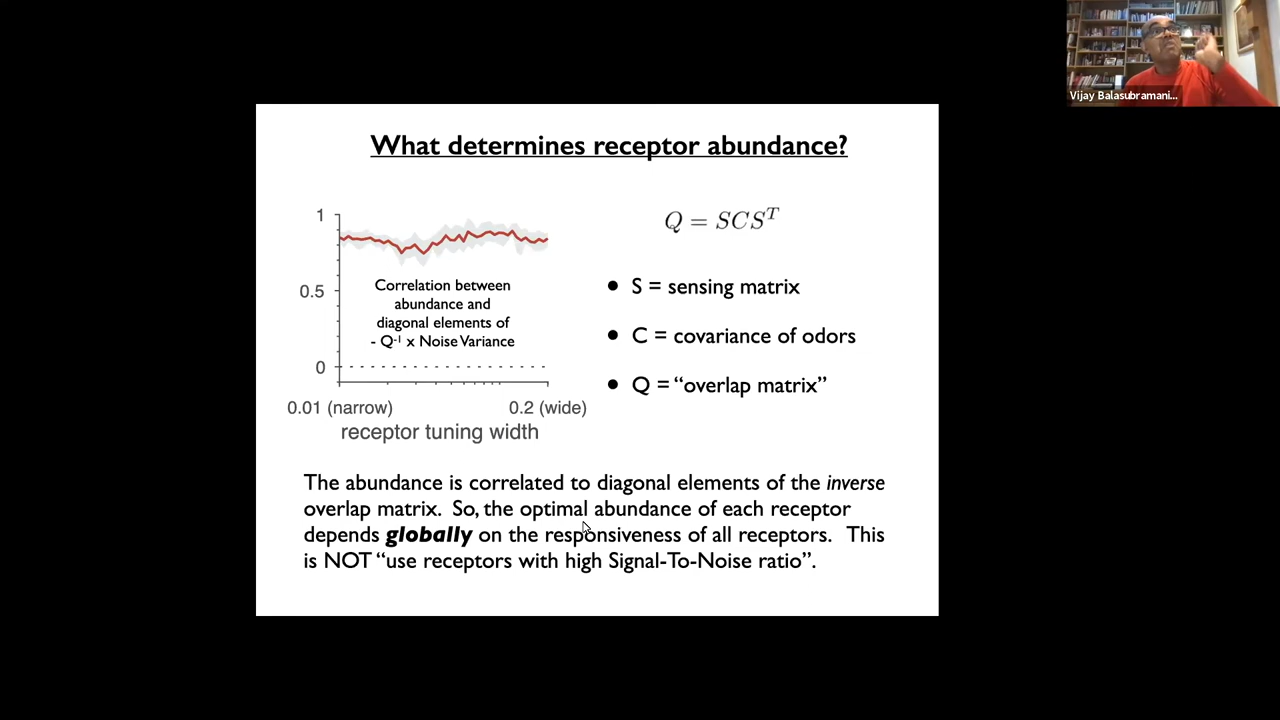 Vijay Balasubramani...
What determines receptor abundance?
1
0.5
0
Correlation between
abundance and
diagonal elements of
- Q-1 x Noise Variance
0.01 (narrow)
0.2 (wide)
receptor tuning width
Q = SCS^T
• S = sensing matrix
• C = covariance of odors
• Q = “overlap matrix”
The abundance is correlated to diagonal elements of the inverse
overlap matrix. So, the optimal abundance of each receptor
depends globally on the responsiveness of all receptors. This
is NOT “use receptors with high Signal-To-Noise ratio”.